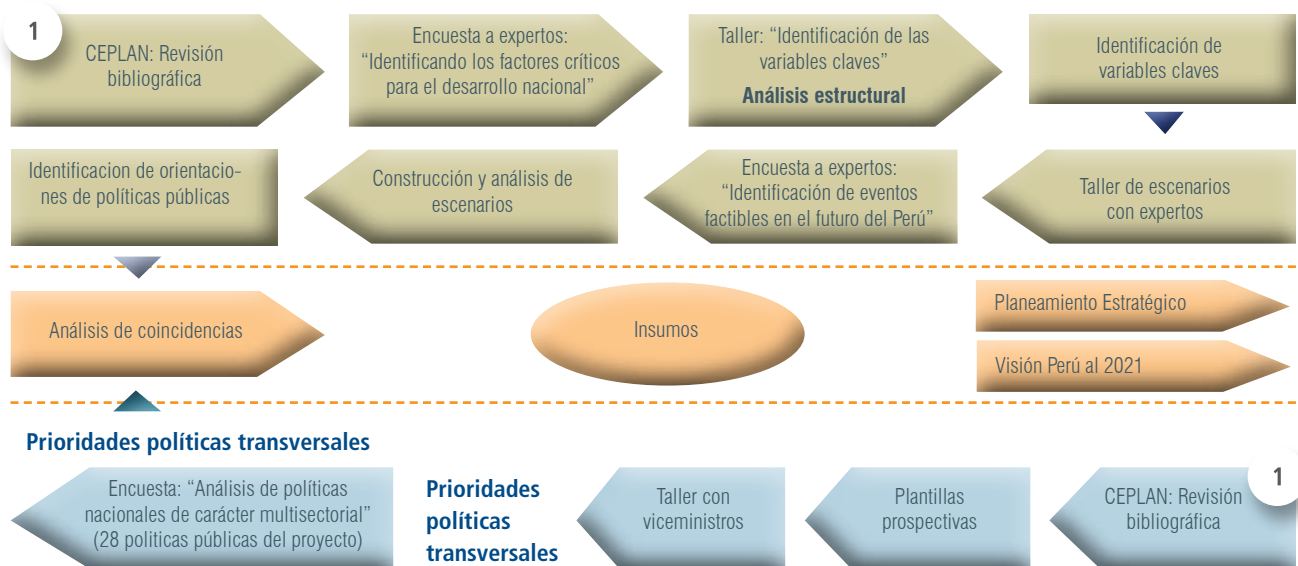 1
CEPLAN: Revisión
bibliográfica
Encuesta a expertos:
“Identificando los factores críticos
para el desarrollo nacional”
Taller: “Identificación de las
variables claves”
Análisis estructural
Identificación de
variables claves
Identificacion de orientacio-
nes de políticas públicas
Construcción y análisis de
escenarios
Encuesta a expertos:
“Identificación de eventos
factibles en el futuro del Perú”
Taller de escenarios
con expertos
Análisis de coincidencias
Insumos
Planeamiento Estratégico
Visión Perú al 2021
Prioridades políticas transversales
Encuesta: “Análisis de políticas
nacionales de carácter multisectorial”
(28 politicas públicas del proyecto)
Prioridades
políticas
transversales
Taller con
viceministros
Plantillas
prospectivas
CEPLAN: Revisión
bibliográfica
1